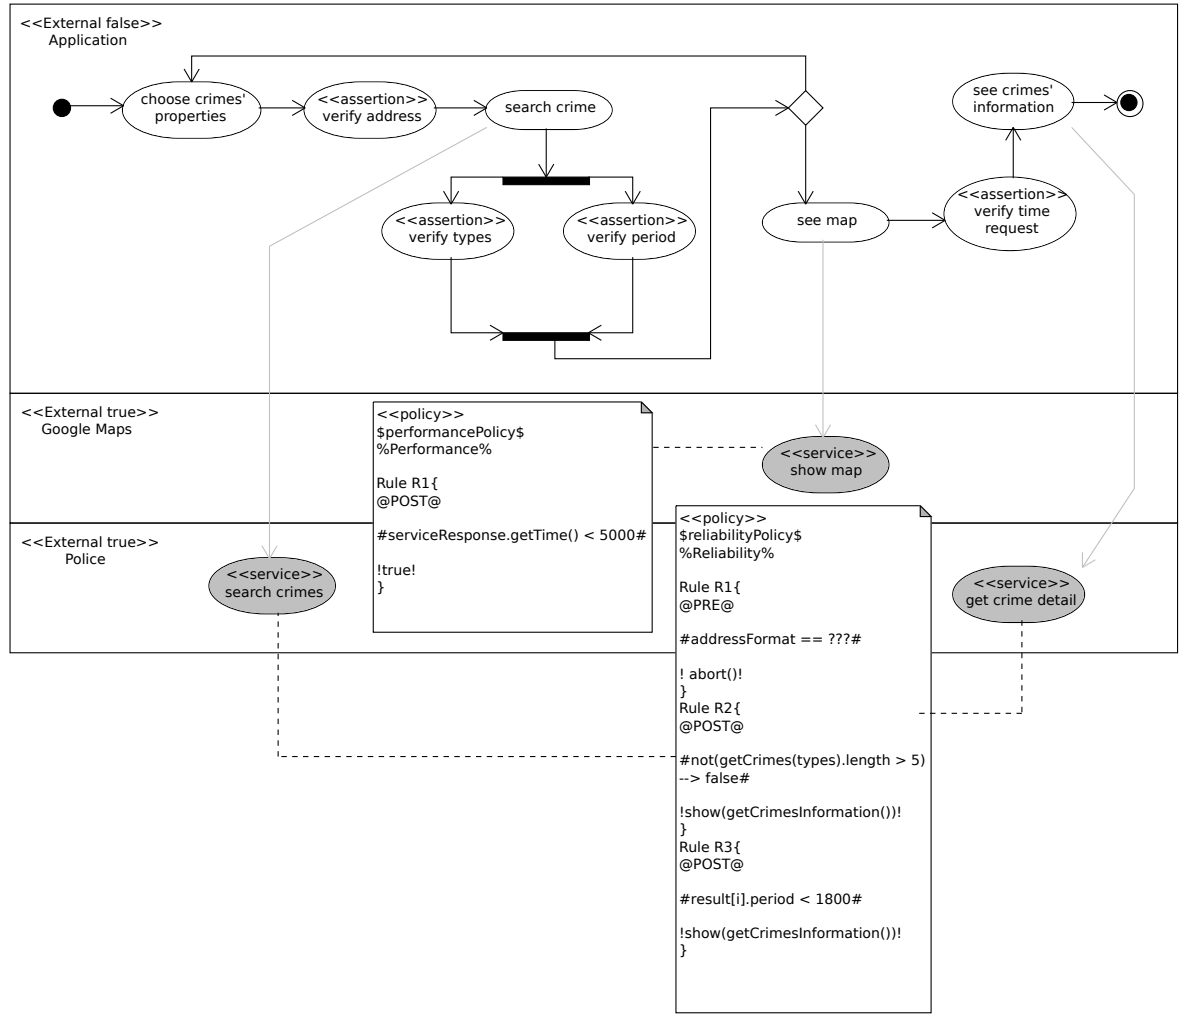 <<External false>>
Application
choose crimes'
properties
<<assertion>>
verify address
search crime
see crimes'
information
<<assertion>>
verify types
<<assertion>>
verify period
see map
<<assertion>>
verify time
request
<<External true>>
Google Maps
<<policy>>
$performancePolicy$
%Performance%
Rule R1{
@POST@
#serviceResponse.getTime() < 5000#
!true!
}
<<service>>
show map
<<External true>>
Police
<<service>>
search crimes
<<policy>>
$reliabilityPolicy$
%Reliability%
Rule R1{
@PRE@
#addressFormat == ???#
! abort()!
}
Rule R2{
@POST@
#not(getCrimes(types).length > 5)
--> false#
!show(getCrimesInformation())!
}
Rule R3{
@POST@
#result[i].period < 1800#
!show(getCrimesInformation())!
}
<<service>>
get crime detail